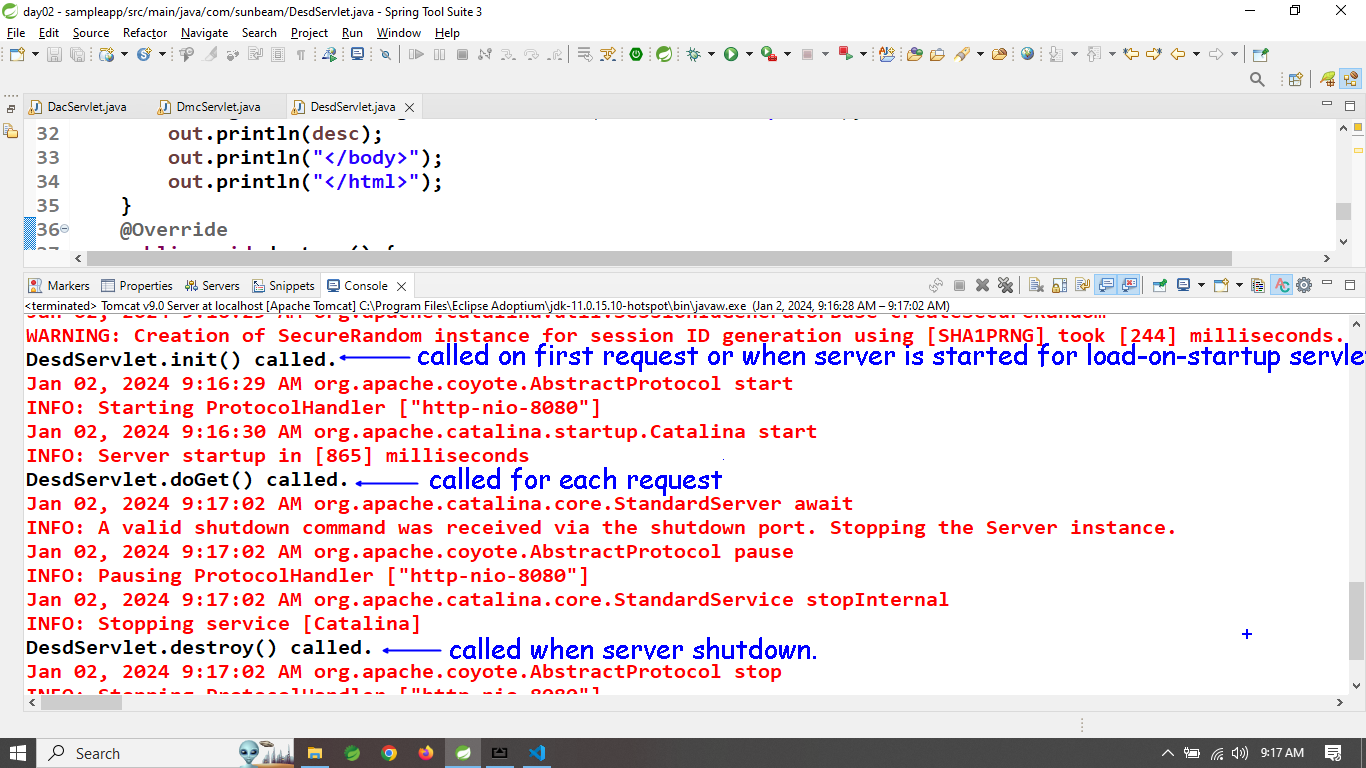 day02 - sampleapp/src/main/java/com/sunbeam/DesdServlet.java - Spring Tool Suite 3
File Edit Source Refactor Navigate Search Project Run Window Help
DacServlet.java DmcServlet.java DesdServlet.java
32 out.println(desc);
33 out.println("</body>");
34 out.println("</html>");
35 }
36 @Override
Markers Properties Servers Snippets Console
<terminated> Tomcat v9.0 Server at localhost [Apache Tomcat] C:\Program Files\Eclipse Adoptium\jdk-11.0.15.10-hotspot\bin\javaw.exe (Jan 2, 2024, 9:16:28 AM – 9:17:02 AM)
WARNING: Creation of SecureRandom instance for session ID generation using [SHA1PRNG] took [244] milliseconds.
DesdServlet.init() called. called on first request or when server is started for load-on-startup servle
Jan 02, 2024 9:16:29 AM org.apache.coyote.AbstractProtocol start
INFO: Starting ProtocolHandler ["http-nio-8080"]
Jan 02, 2024 9:16:30 AM org.apache.catalina.startup.Catalina start
INFO: Server startup in [865] milliseconds
DesdServlet.doGet() called. called for each request
Jan 02, 2024 9:17:02 AM org.apache.catalina.core.StandardServer await
INFO: A valid shutdown command was received via the shutdown port. Stopping the Server instance.
Jan 02, 2024 9:17:02 AM org.apache.coyote.AbstractProtocol pause
INFO: Pausing ProtocolHandler ["http-nio-8080"]
Jan 02, 2024 9:17:02 AM org.apache.catalina.core.StandardService stopInternal
INFO: Stopping service [Catalina]
DesdServlet.destroy() called. called when server shutdown.
Jan 02, 2024 9:17:02 AM org.apache.coyote.AbstractProtocol stop
INFO: Stopping ProtocolHandler ["http-nio-8080"]
Search 9:17 AM